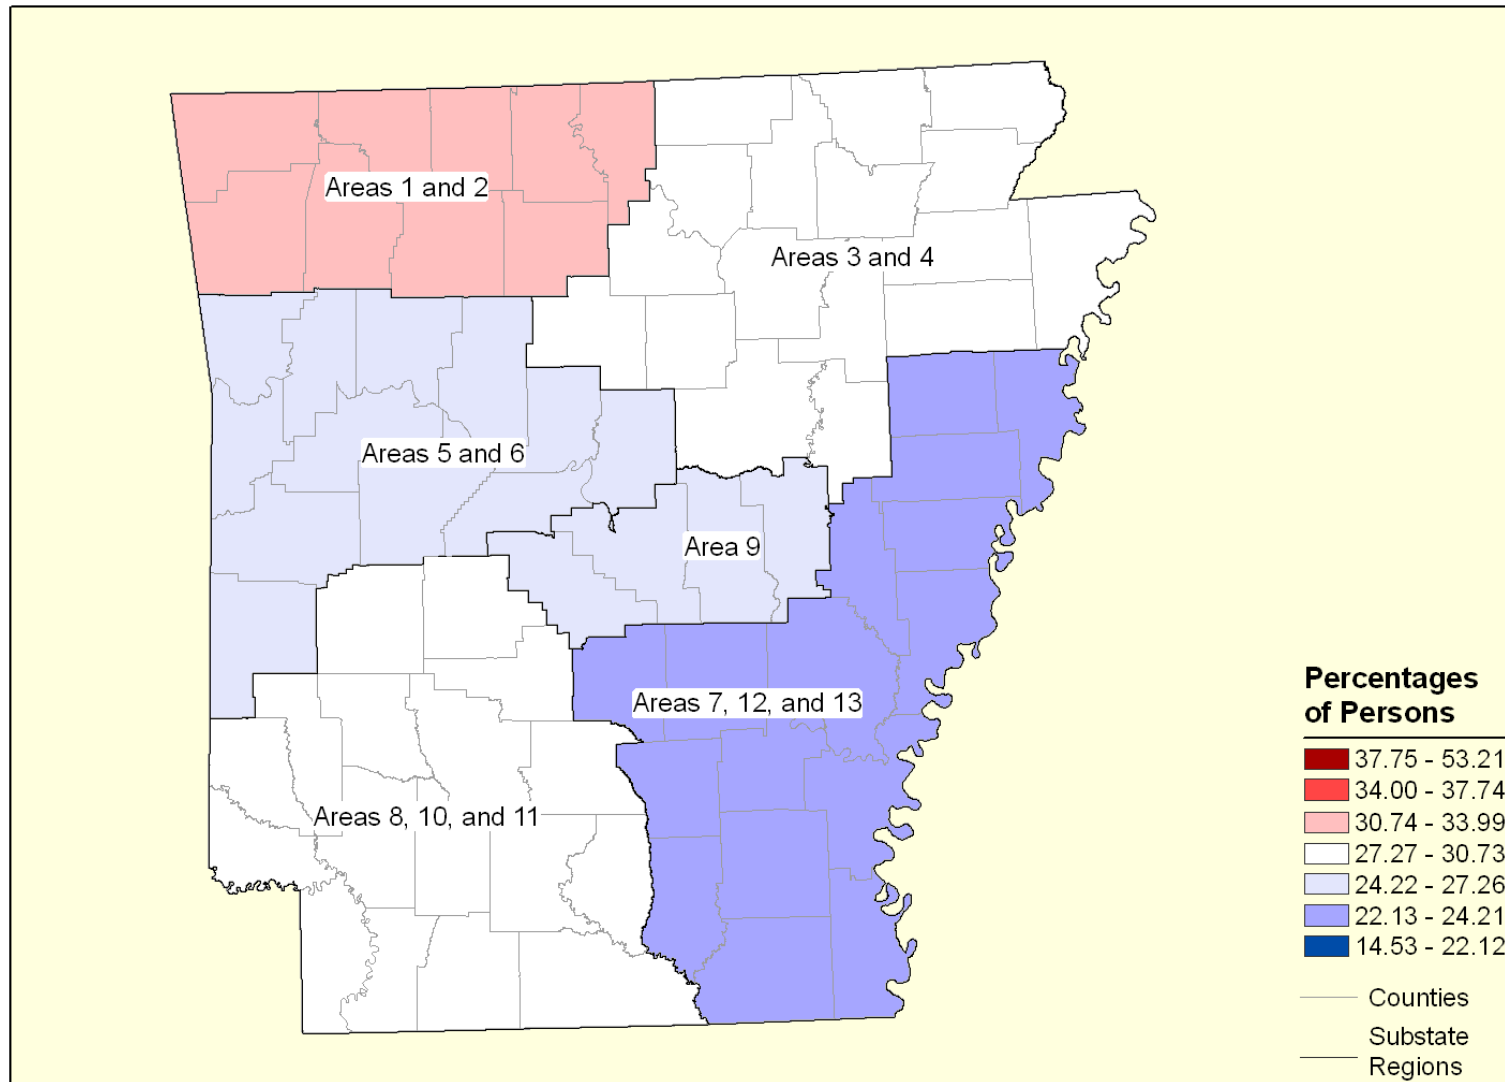 Areas 1 and 2
Areas 3 and 4
Areas 5 and 6
Area 9
Areas 7, 12, and 13
Areas 8, 10, and 11
Percentages
of Persons
37.75 - 53.21
34.00 - 37.74
30.74 - 33.99
27.27 - 30.73
24.22 - 27.26
22.13 - 24.21
14.53 - 22.12
Counties
Substate
Regions